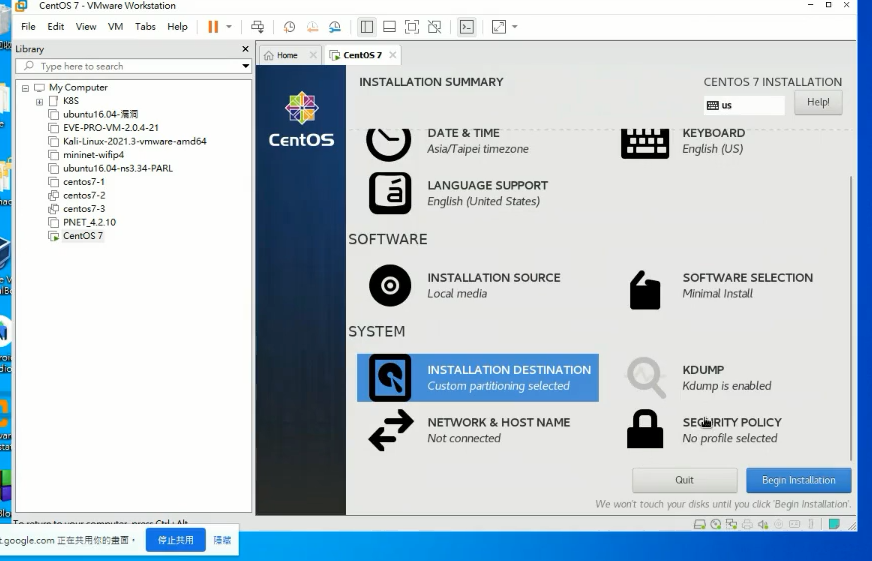 CentOS 7 - VMware Workstation
File Edit View VM Tabs Help
Library
Type here to search
Home
CentOS 7
My Computer
K8S
ubuntu16.04-漏洞
EVE-PRO-VM-2.0.4-21
Kali-Linux-2021.3-vmware-amd64
mininet-wifip4
ubuntu16.04-ns3.34-PARL
centos7-1
centos7-2
centos7-3
PNET_4.2.10
CentOS 7
CentOS
INSTALLATION SUMMARY
CENTOS 7 INSTALLATION
us
Help!
DATE & TIME
Asia/Taipei timezone
KEYBOARD
English (US)
LANGUAGE SUPPORT
English (United States)
SOFTWARE
INSTALLATION SOURCE
Local media
SOFTWARE SELECTION
Minimal Install
SYSTEM
INSTALLATION DESTINATION
Custom partitioning selected
KDUMP
Kdump is enabled
NETWORK & HOST NAME
Not connected
SECURITY POLICY
No profile selected
Quit
Begin Installation
We won't touch your disks until you click 'Begin Installation'.
To return to your computer, press Ctrl+Alt.
t.google.com 正在共用你的畫面。
停止共用
隱藏